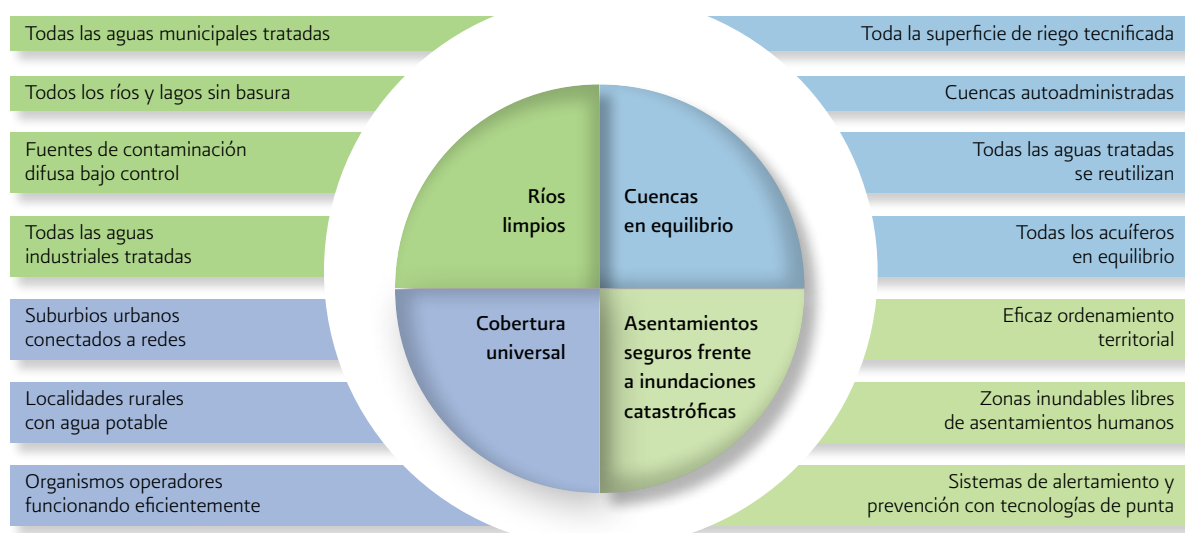 Todas las aguas municipales tratadas
Todos los ríos y lagos sin basura
Fuentes de contaminación
difusa bajo control
Todas las aguas
industriales tratadas
Suburbios urbanos
conectados a redes
Localidades rurales
con agua potable
Organismos operadores
funcionando eficientemente
Ríos
limpios
Cuencas
en equilibrio
Cobertura
universal
Asentamientos
seguros frente
a inundaciones
catastróficas
Toda la superficie de riego tecnificada
Cuencas autoadministradas
Todas las aguas tratadas
se reutilizan
Todos los acuíferos
en equilibrio
Eficaz ordenamiento
territorial
Zonas inundables libres
de asentamientos humanos
Sistemas de alertamiento y
prevención con tecnologías de punta